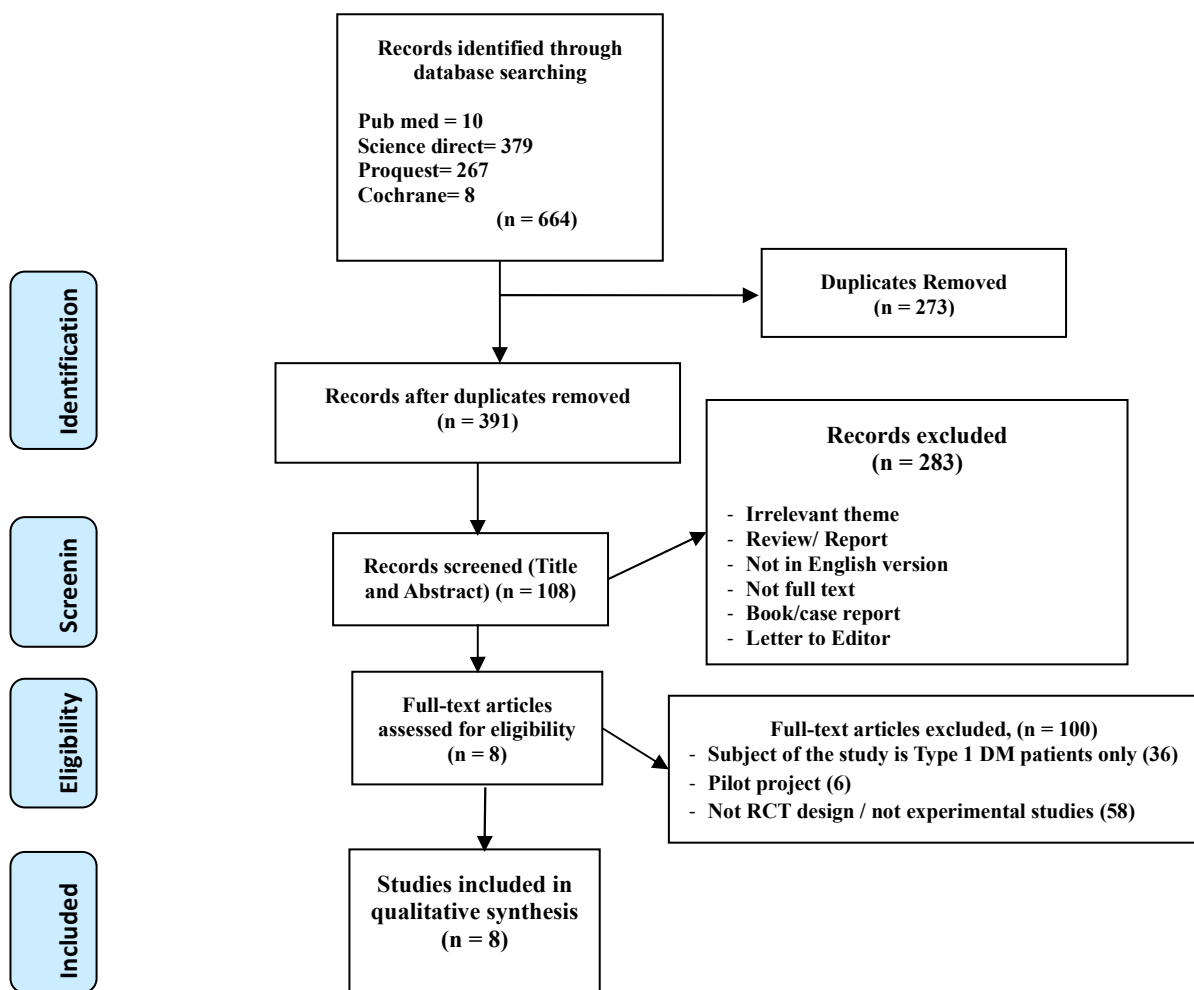 Records identified through
database searching
Pub med = 10
Science direct= 379
Proquest= 267
Cochrane= 8
(n = 664)
Identification
Duplicates Removed
(n = 273)
Records after duplicates removed
(n = 391)
Records excluded
(n = 283)
- Irrelevant theme
- Review/ Report
- Not in English version
- Not full text
- Book/case report
- Letter to Editor
Screenin
Records screened (Title
and Abstract) (n = 108)
Eligibility
Full-text articles
assessed for eligibility
(n = 8)
Full-text articles excluded, (n = 100)
- Subject of the study is Type 1 DM patients only (36)
- Pilot project (6)
- Not RCT design / not experimental studies (58)
Included
Studies included in
qualitative synthesis
(n = 8)